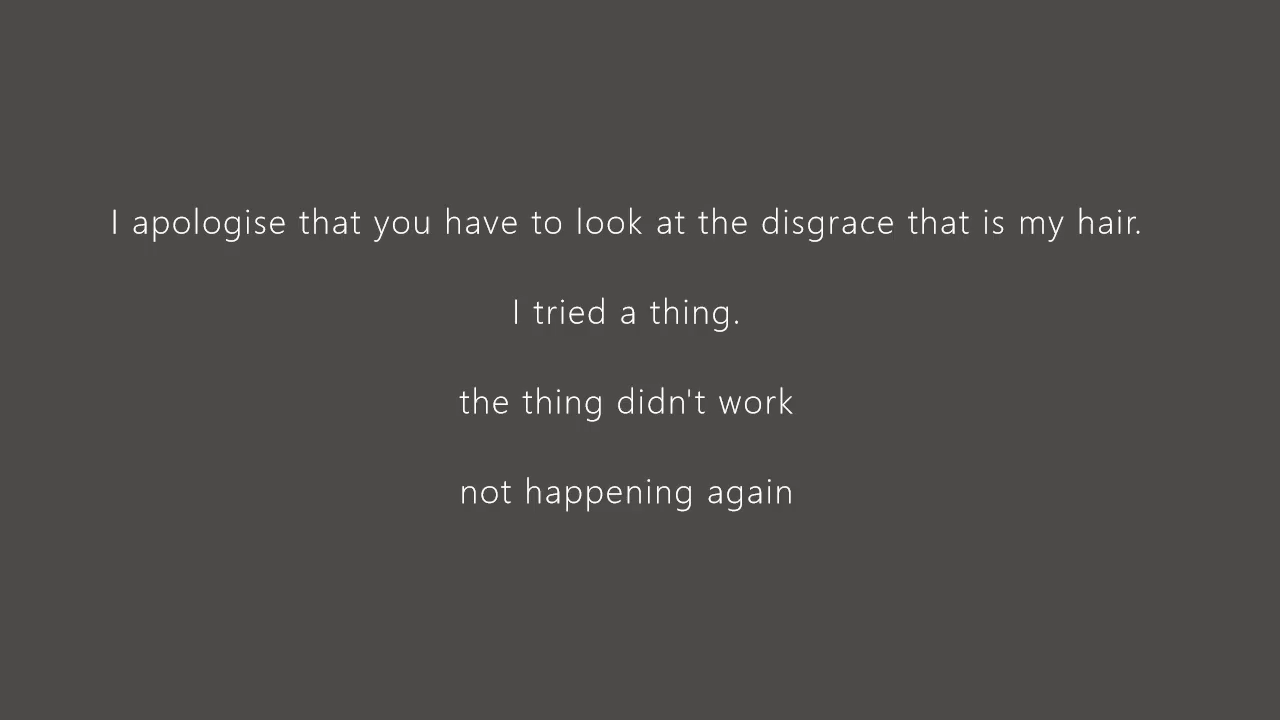 I apologise that you have to look at the disgrace that is my hair.
I tried a thing.
the thing didn't work
not happening again